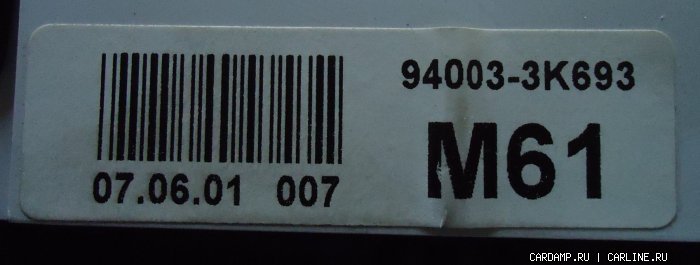 94003-3K693
M61
07.06.01 007
CARDAMP.RU | CARLINE.RU